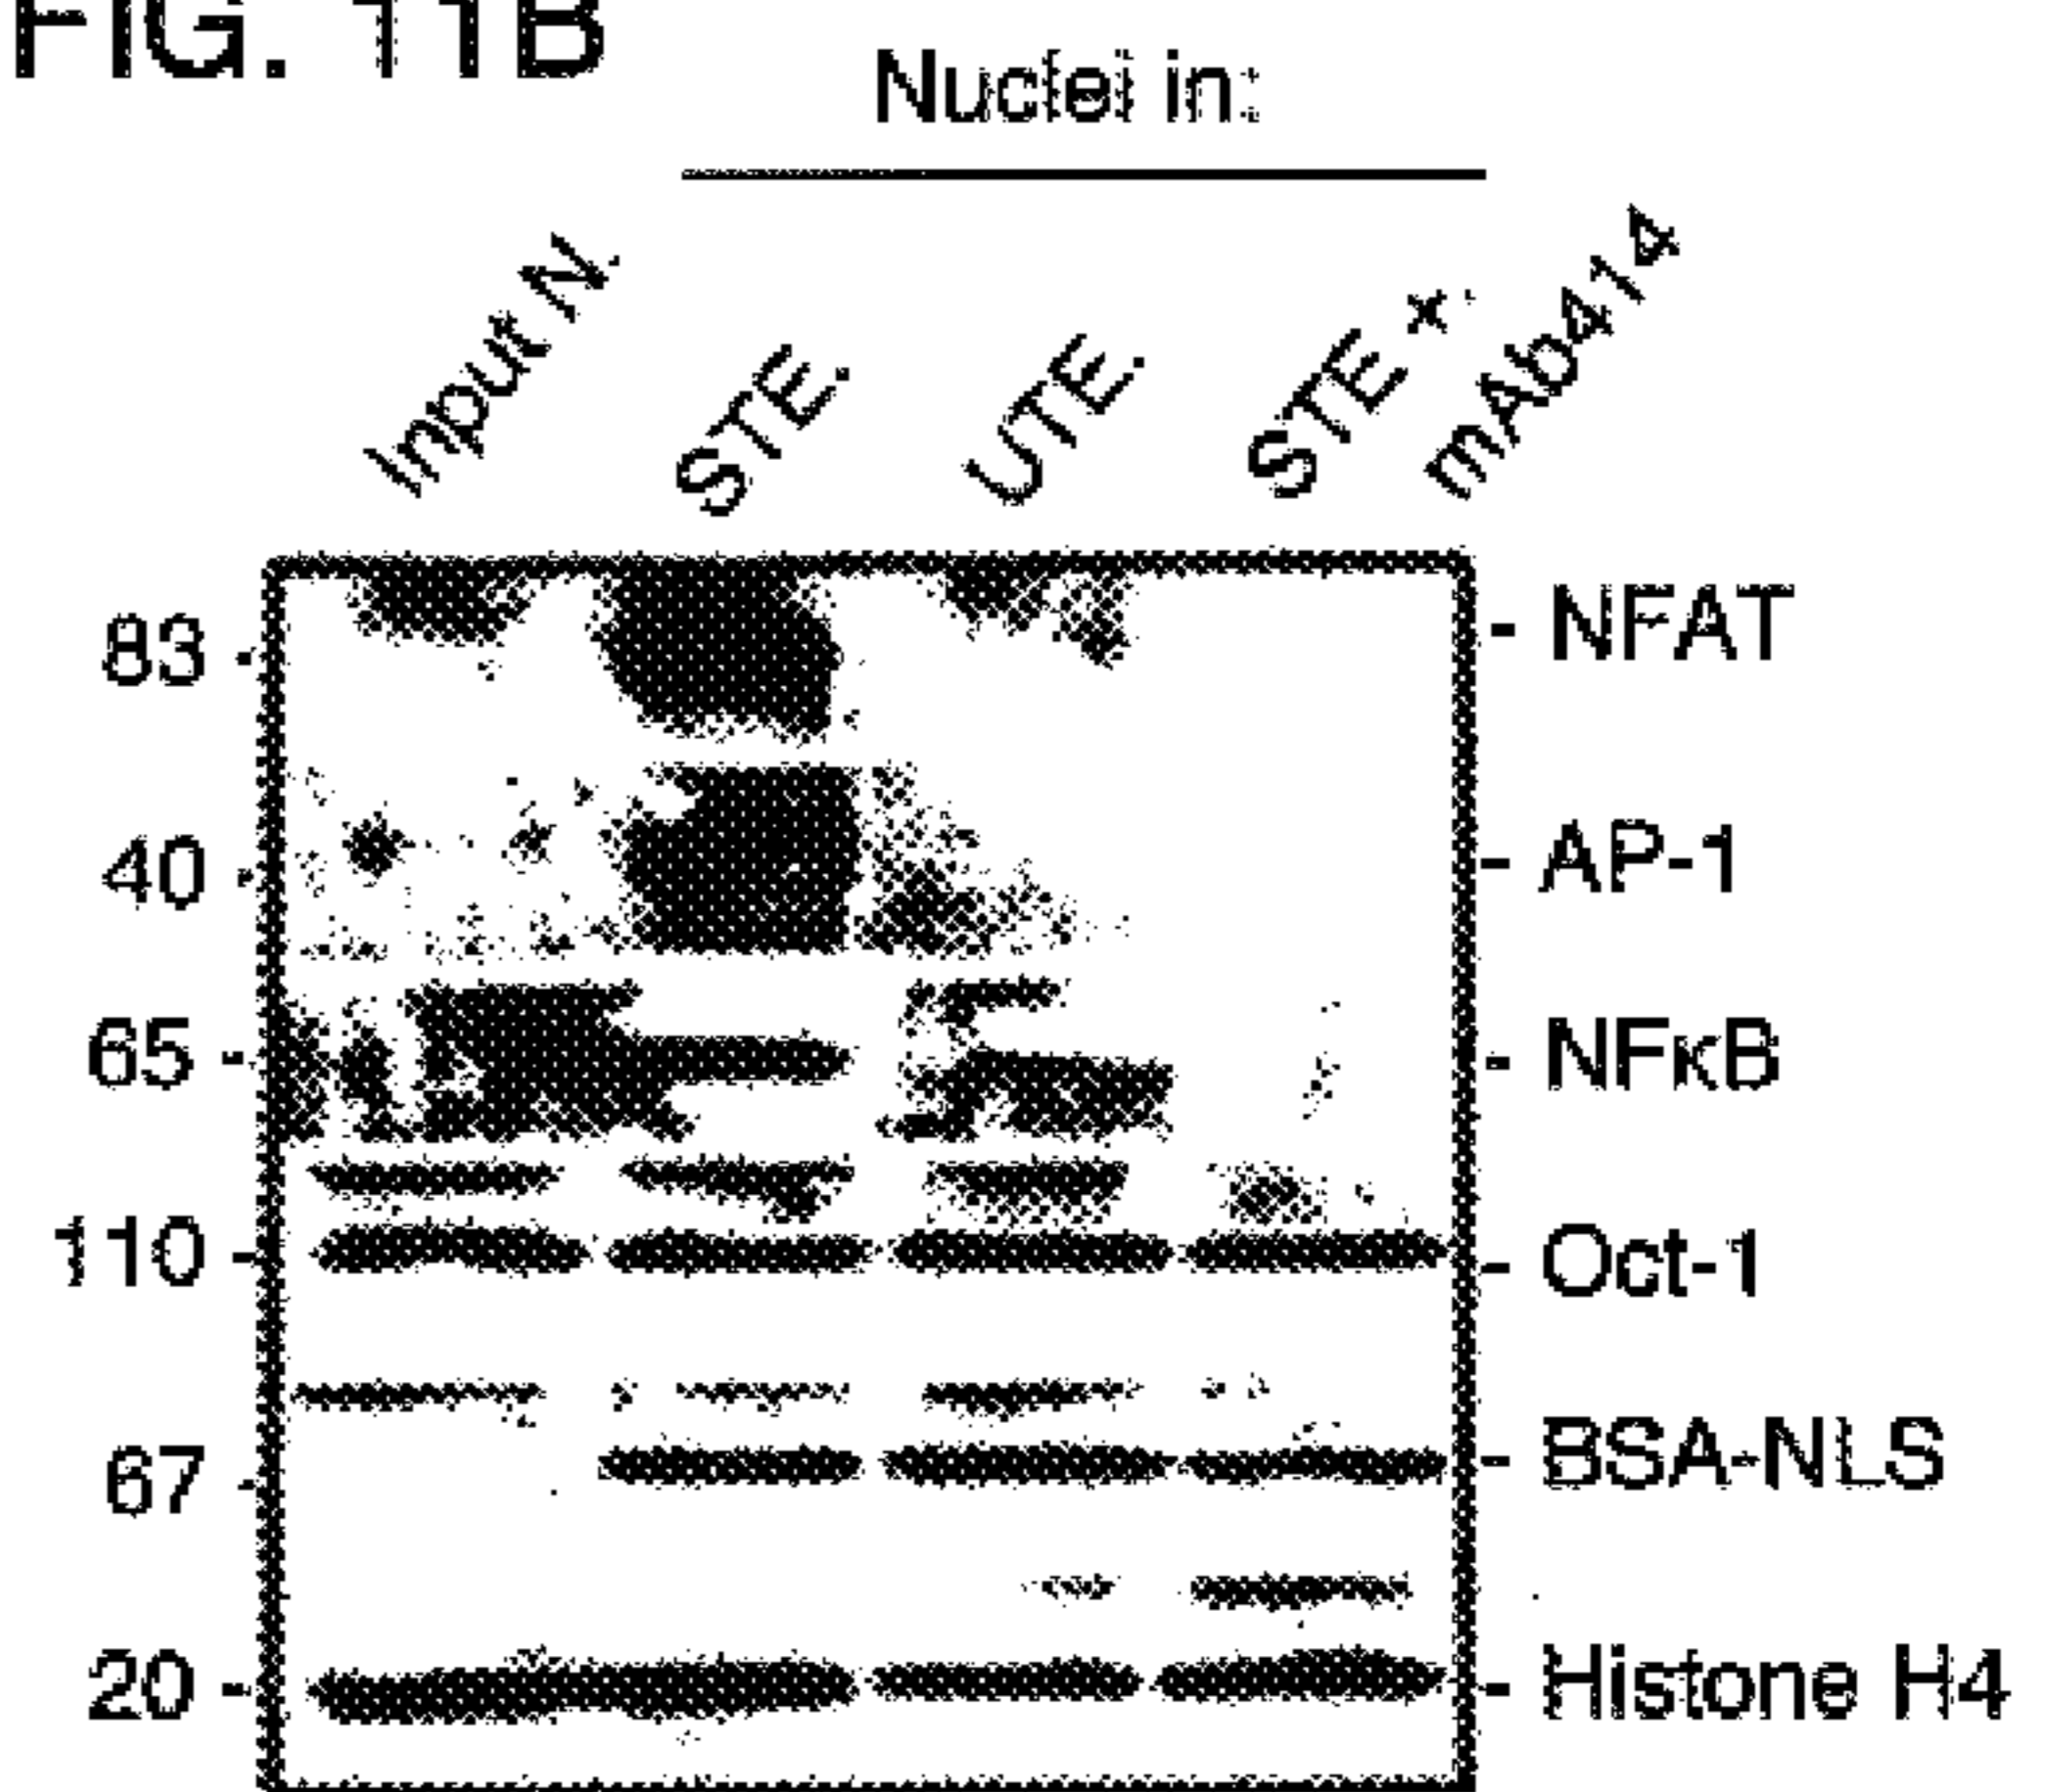 FIG. 11B
Nuclei in:
Input N.
STE.
UTE.
STE +.
mAb414
83 - - NFAT
40 - - AP-1
65 - - NFκB
110 - - Oct-1
67 - - BSA-NLS
20 - - Histone H4